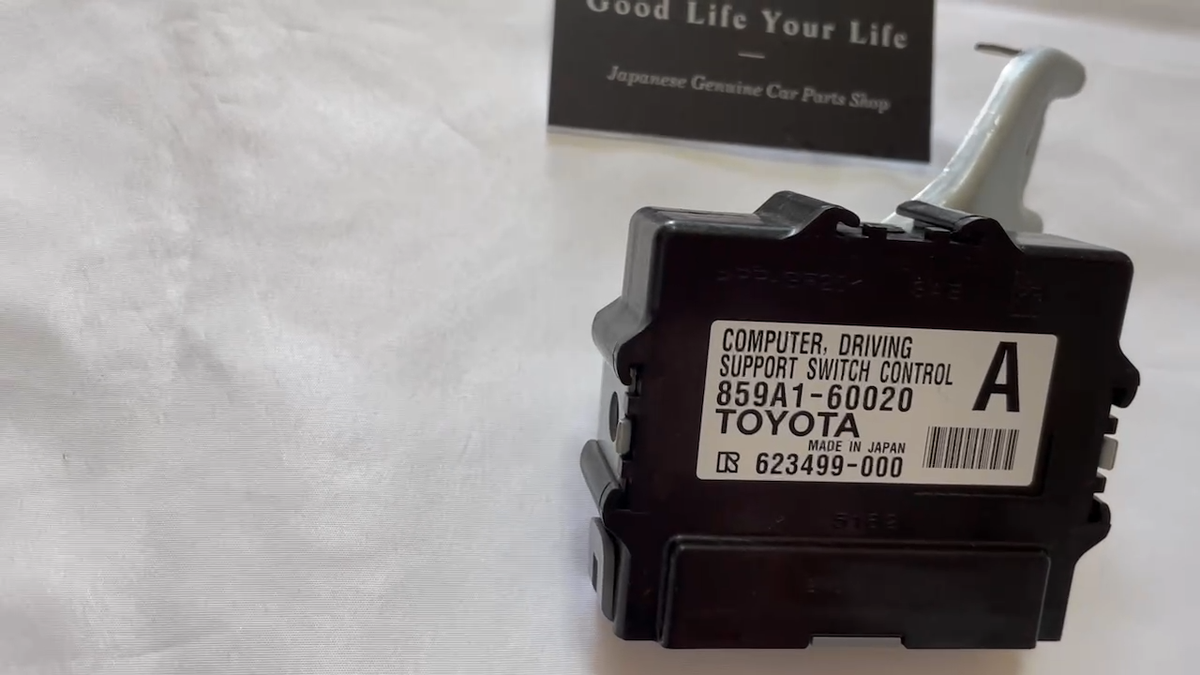 Good Life Your Life
Japanese Genuine Car Parts Shop
COMPUTER, DRIVING
SUPPORT SWITCH CONTROL
A
859A1-60020
TOYOTA
MADE IN JAPAN
R 623499-000